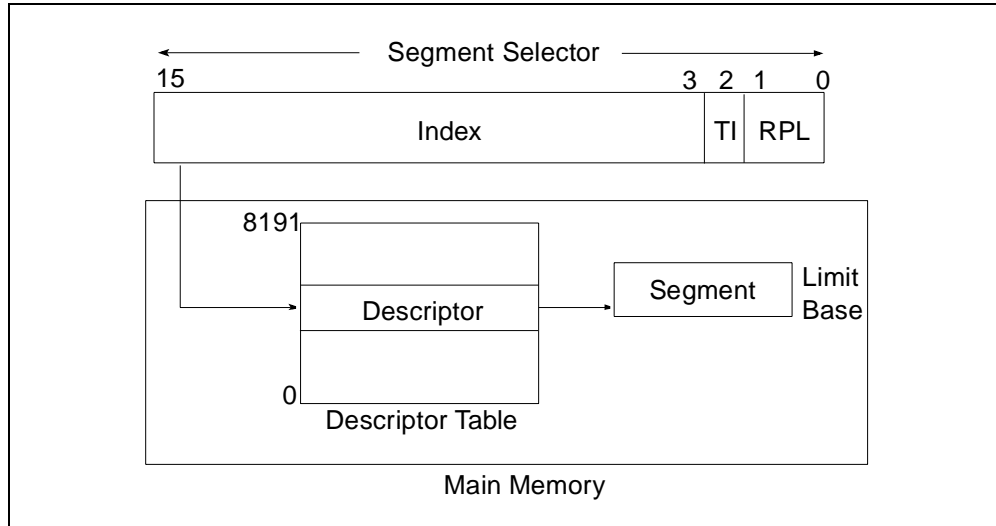 Segment Selector
15 3 2 1 0
Index TI RPL
8191
Segment Limit
Descriptor Base
0
Descriptor Table
Main Memory